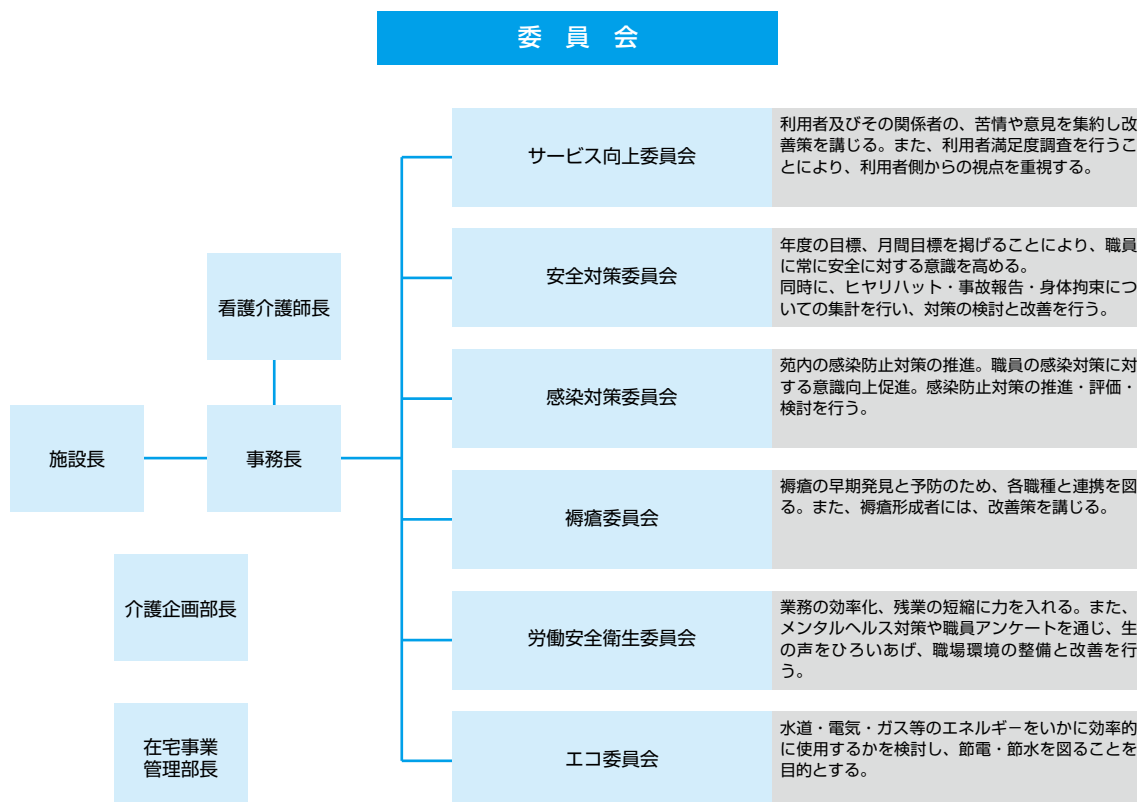 委 員 会
サービス向上委員会
利用者及びその関係者の、苦情や意見を集約し改
善策を講じる。また、利用者満足度調査を行うこ
とにより、利用者側からの視点を重視する。
安全対策委員会
年度の目標、月間目標を掲げることにより、職員
に常に安全に対する意識を高める。
同時に、ヒヤリハット・事故報告・身体拘束につ
いての集計を行い、対策の検討と改善を行う。
看護介護師長
感染対策委員会
苑内の感染防止対策の推進。職員の感染対策に対
する意識向上促進。感染防止対策の推進・評価・
検討を行う。
施設長
事務長
褥瘡委員会
褥瘡の早期発見と予防のため、各職種と連携を図
る。また、褥瘡形成者には、改善策を講じる。
介護企画部長
労働安全衛生委員会
業務の効率化、残業の短縮に力を入れる。また、
メンタルヘルス対策や職員アンケートを通じ、生
の声をひろいあげ、職場環境の整備と改善を行
う。
在宅事業
管理部長
エコ委員会
水道・電気・ガス等のエネルギーをいかに効率的
に使用するかを検討し、節電・節水を図ることを
目的とする。